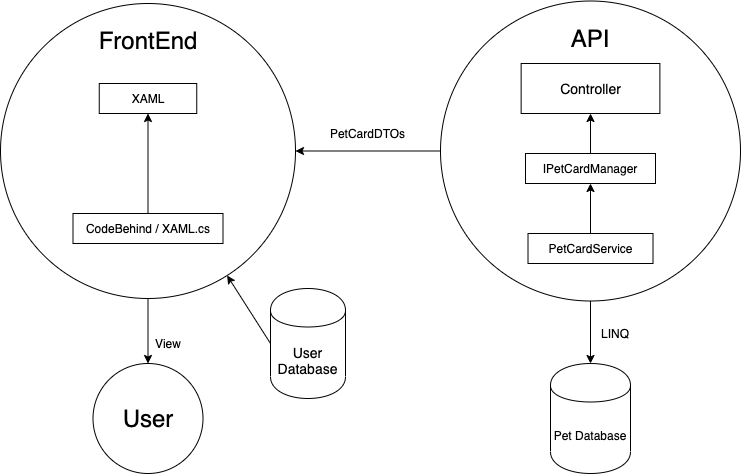 FrontEnd
API
XAML
Controller
PetCardDTOs
IPetCardManager
CodeBehind / XAML.cs
PetCardService
View
LINQ
User
Database
User
Pet Database